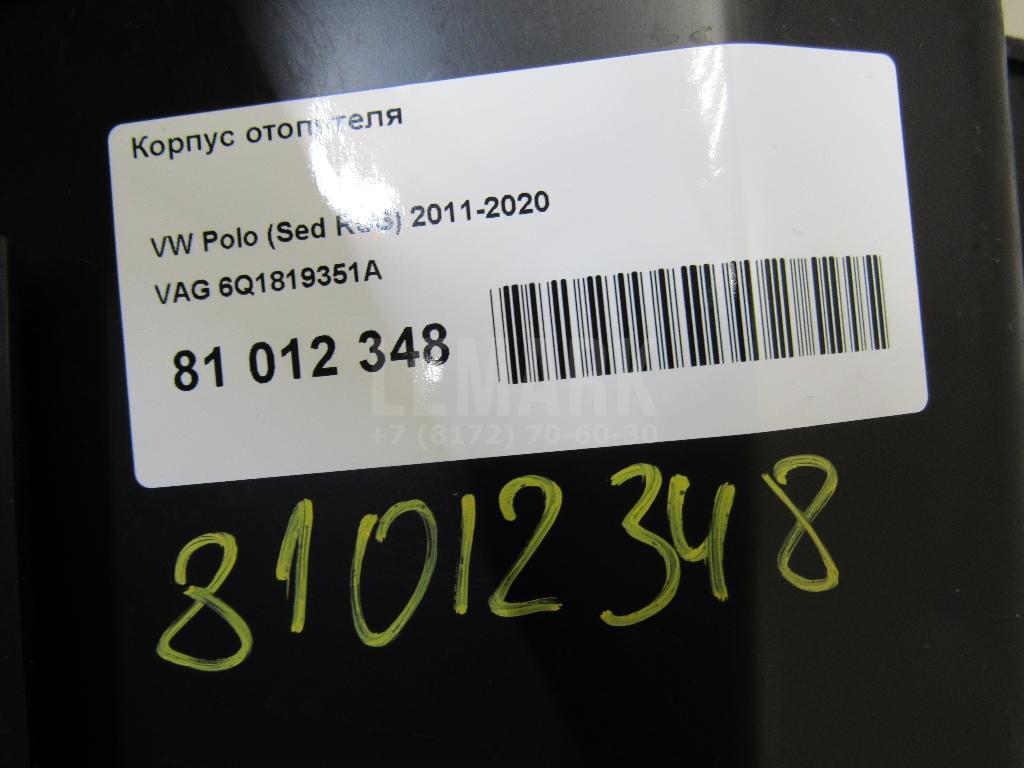 Корпус отопителя
VW Polo (Sed RUS) 2011-2020
VAG 6Q1819351A
81 012 348
LEMARK
+7 (8172) 70-60-30
81012348